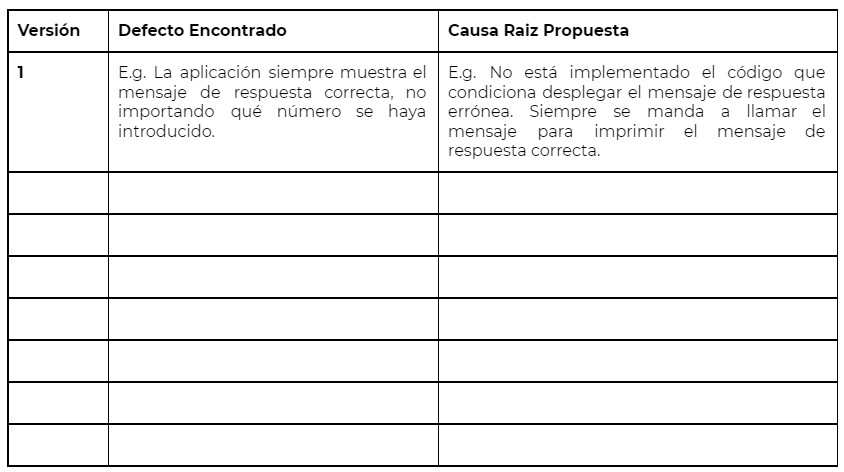 Versión Defecto Encontrado Causa Raiz Propuesta
1
E.g. La aplicación siempre muestra el
mensaje de respuesta correcta, no
importando qué número se haya
introducido.
E.g. No está implementado el código que
condiciona desplegar el mensaje de respuesta
errónea. Siempre se manda a llamar el
mensaje para imprimir el mensaje de
respuesta correcta.